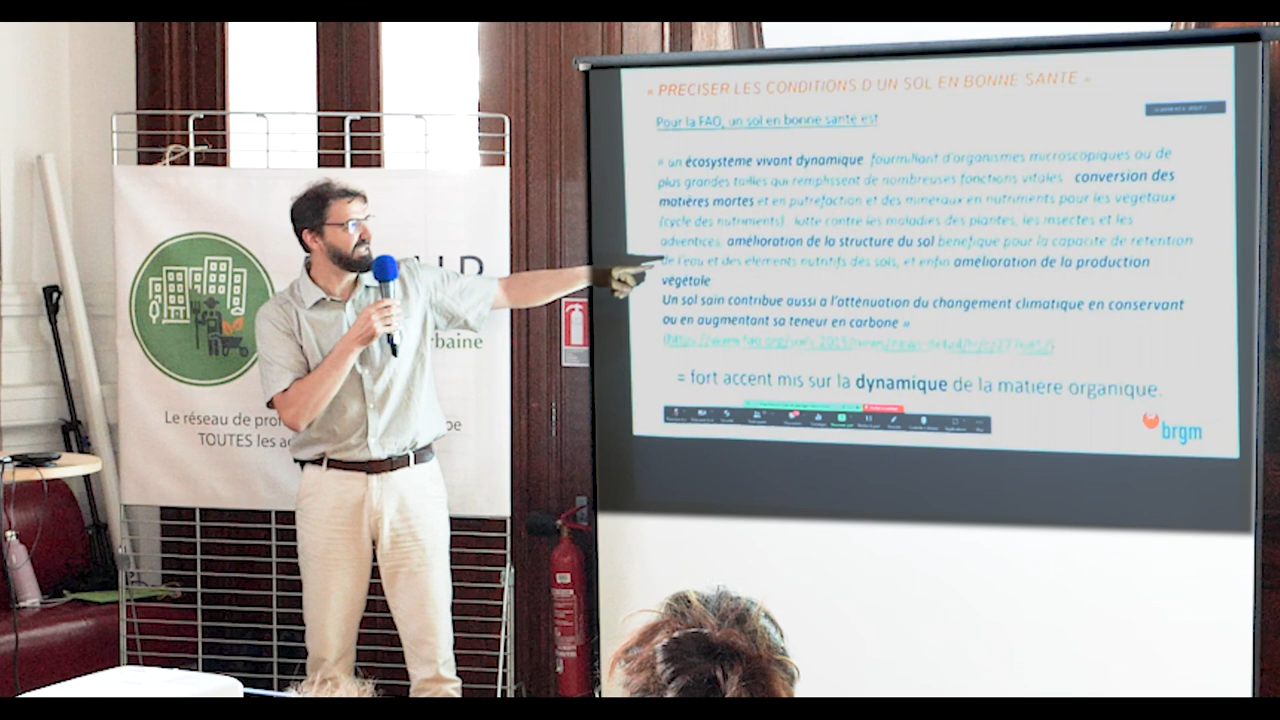 « PRECISER LES CONDITIONS D UN SOL EN BONNE SANTE »
Pour la FAO, un sol en bonne santé est
« un écosystème vivant dynamique fourmillant d'organismes microscopiques ou de
plus grandes tailles qui remplissent de nombreuses fonctions vitales conversion des
matières mortes et en putréfaction et des minéraux en nutriments pour les végétaux
(cycle des nutriments) lutte contre les maladies des plantes, les insectes et les
adventices, amélioration de la structure du sol bénéfique pour la capacité de rétention
de l'eau et des éléments nutritifs des sols, et enfin amélioration de la production
végétale
Un sol sain contribue aussi à l'atténuation du changement climatique en conservant
ou en augmentant sa teneur en carbone »
= fort accent mis sur la dynamique de la matière organique.
brgm
rbaine
Le réseau de prof
TOUTES les a